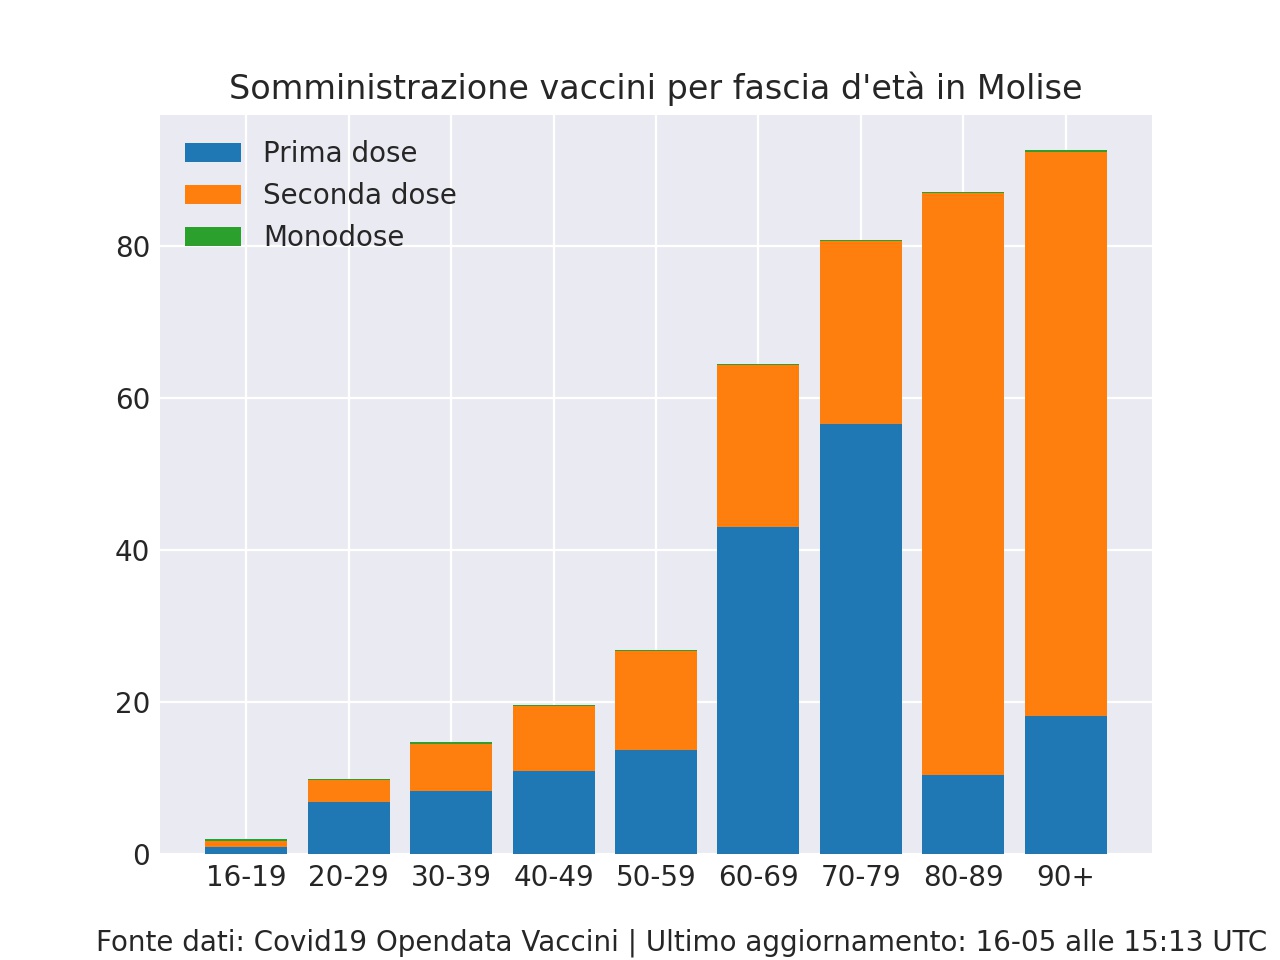 Somministrazione vaccini per fascia d'età in Molise
Prima dose
Seconda dose
Monodose
80
60
40
20
0
16-19 20-29 30-39 40-49 50-59 60-69 70-79 80-89 90+
Fonte dati: Covid19 Opendata Vaccini | Ultimo aggiornamento: 16-05 alle 15:13 UTC